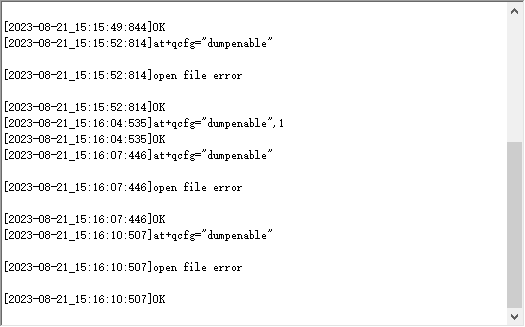 [2023-08-21_15:15:49:844]OK
[2023-08-21_15:15:52:814]at+qcfg="dumpenable"
[2023-08-21_15:15:52:814]open file error
[2023-08-21_15:15:52:814]OK
[2023-08-21_15:16:04:535]at+qcfg="dumpenable",1
[2023-08-21_15:16:04:535]OK
[2023-08-21_15:16:07:446]at+qcfg="dumpenable"
[2023-08-21_15:16:07:446]open file error
[2023-08-21_15:16:07:446]OK
[2023-08-21_15:16:10:507]at+qcfg="dumpenable"
[2023-08-21_15:16:10:507]open file error
[2023-08-21_15:16:10:507]OK